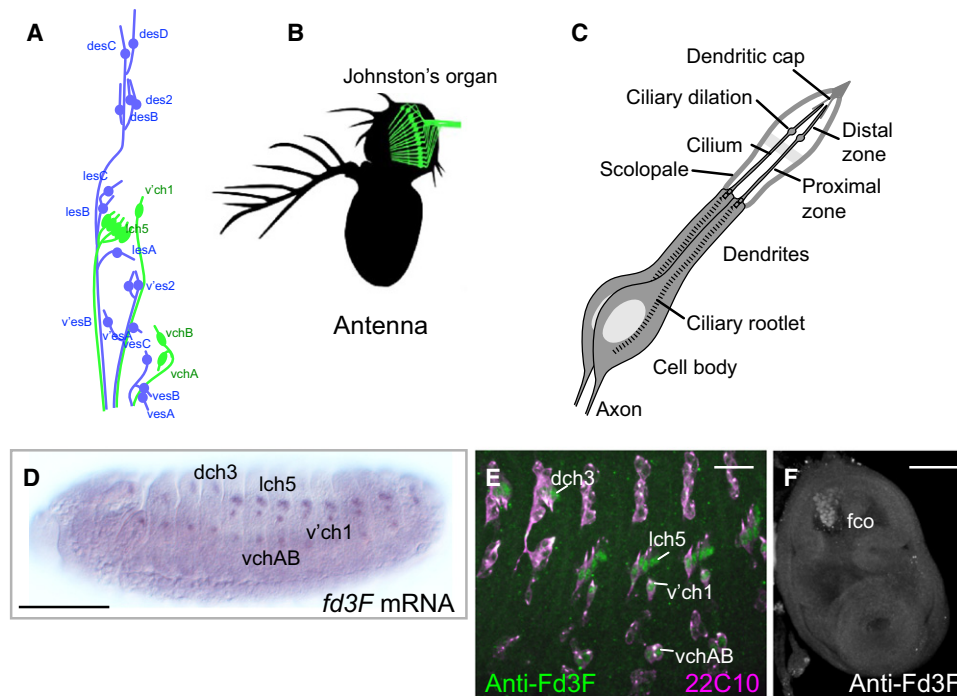 A
desC
desD
des2
desB
lesC
v'ch1
lesB
lch5
lesA
v'es2
v'esB
v'esA
vchB
vesC
vchA
vesB
vesA
B
Johnston's organ
Antenna
C
Dendritic cap
Ciliary dilation
Cilium
Distal
zone
Scolopale
Proximal
zone
Dendrites
Ciliary rootlet
Cell body
Axon
D
dch3
lch5
v'ch1
vchAB
fd3F mRNA
E
dch3
lch5
v'ch1
vchAB
Anti-Fd3F
22C10
F
fco
Anti-Fd3F